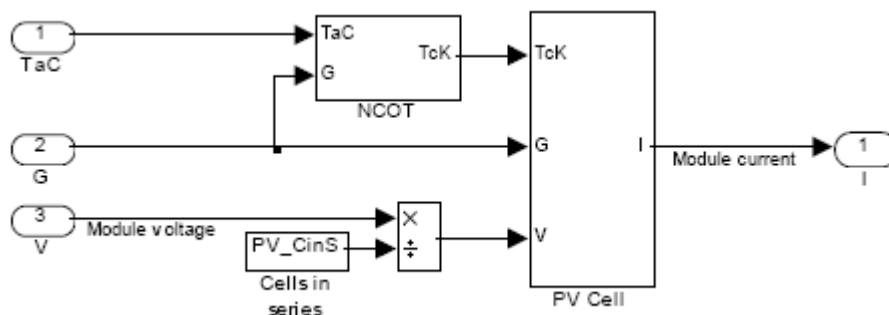 1
TaC
TaC
G
TcK
NCOT
TcK
G
V
I
PV Cell
2
G
Module current
1
I
3
V
Module voltage
PV_CinS
Cells in
series
×
÷